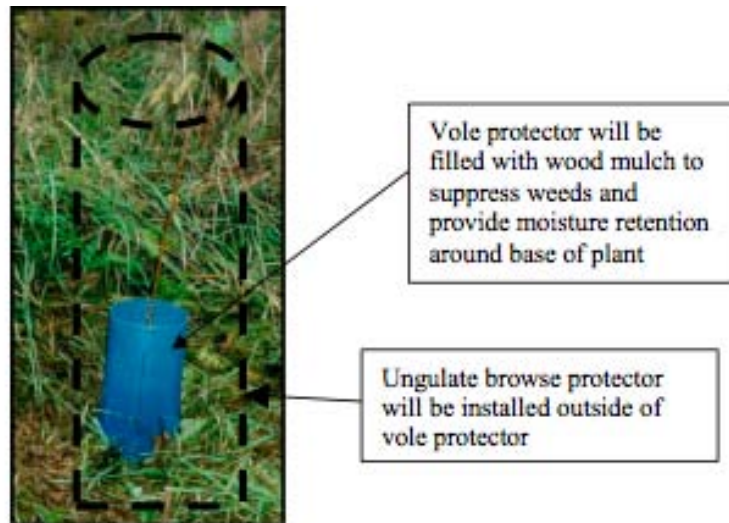 Vole protector will be
filled with wood mulch to
suppress weeds and
provide moisture retention
around base of plant
Ungulate browse protector
will be installed outside of
vole protector